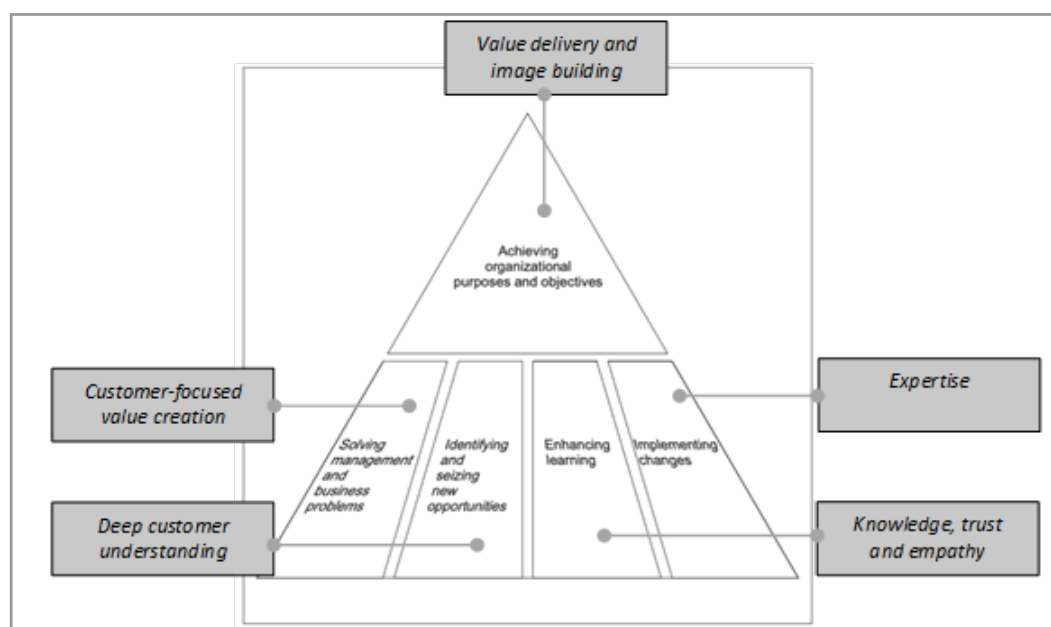 Value delivery and
image building
Achieving
organizational
purposes and objectives
Customer-focused
value creation
Expertise
Solving
management
and
business
problems
Identifying
and
seizing
new
opportunities
Enhancing
learning
Implementing
changes
Deep customer
understanding
Knowledge, trust
and empathy